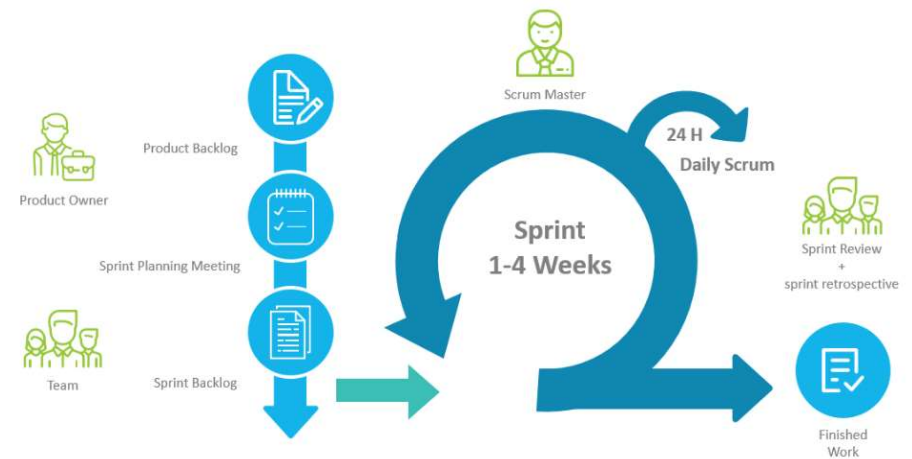 Scrum Master
24 H
Daily Scrum
Product Backlog
Product Owner
Sprint
1-4 Weeks
Sprint Planning Meeting
Sprint Review
+
sprint retrospective
Team
Sprint Backlog
Finished
Work